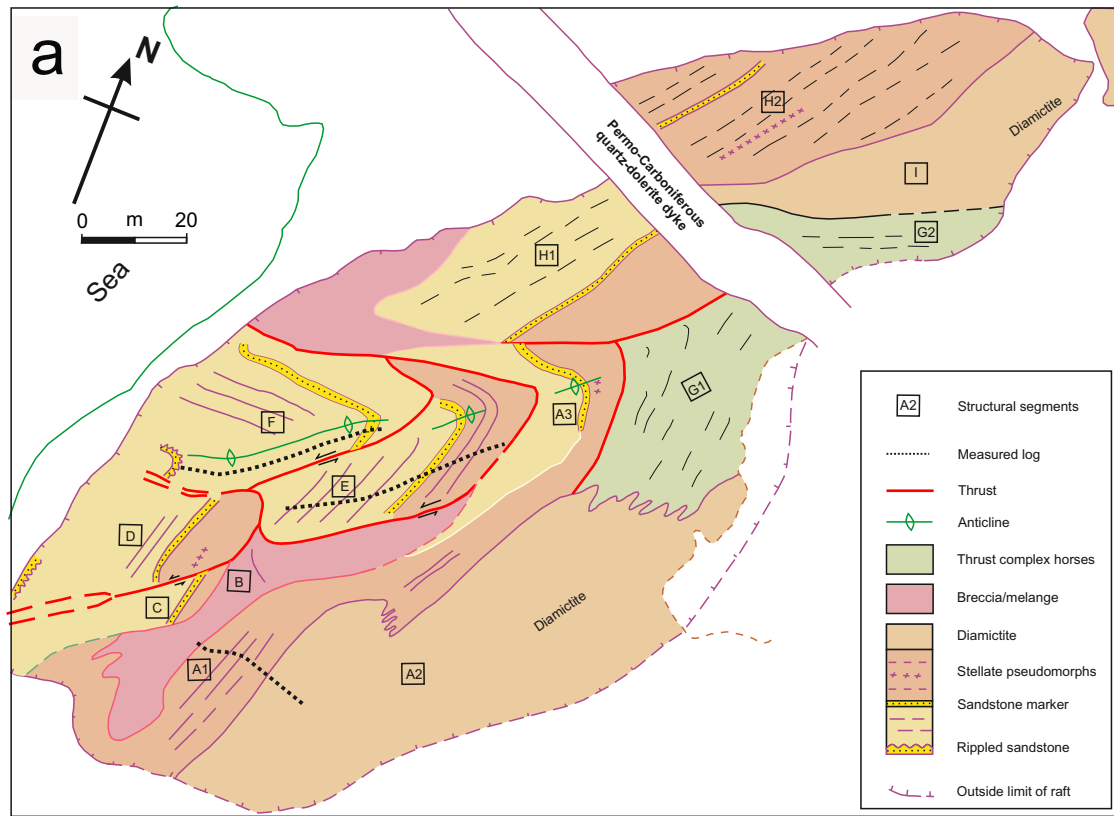 a
N
0 m 20
Sea
Permo-Carboniferous
quartz-dolerite dyke
H2
Diamictite
I
G2
H1
G1
A3
F
E
D
B
C
A1
A2
Diamictite
A2 Structural segments
Measured log
Thrust
Anticline
Thrust complex horses
Breccia/melange
Diamictite
Stellate pseudomorphs
Sandstone marker
Rippled sandstone
Outside limit of raft